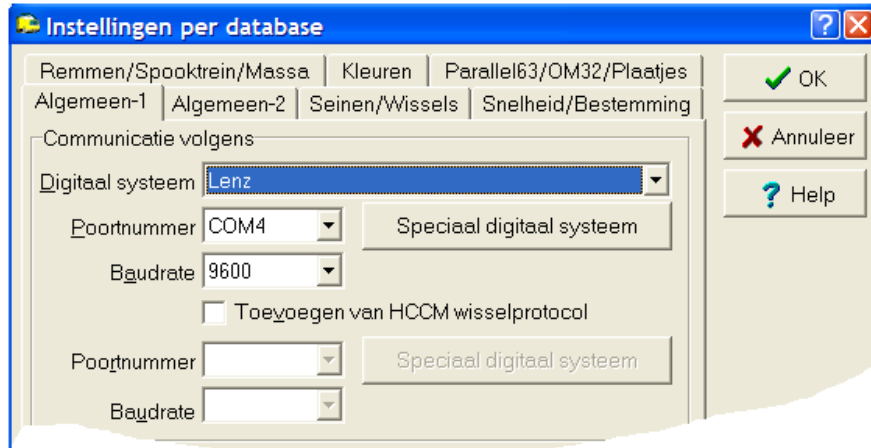 Instellingen per database
Remmen/Spooktrein/Massa Kleuren Parallel63/OM32/Plaatjes
Algemeen-1 Algemeen-2 Seinen/Wissels Snelheid/Bestemming
Communicatie volgens
Digitaal systeem Lenz
Poortnummer COM4 Speciaal digitaal systeem
Baudrate 9600
Toevoegen van HCCM wisselprotocol
Poortnummer Speciaal digitaal systeem
Baudrate
OK
Annuleer
Help